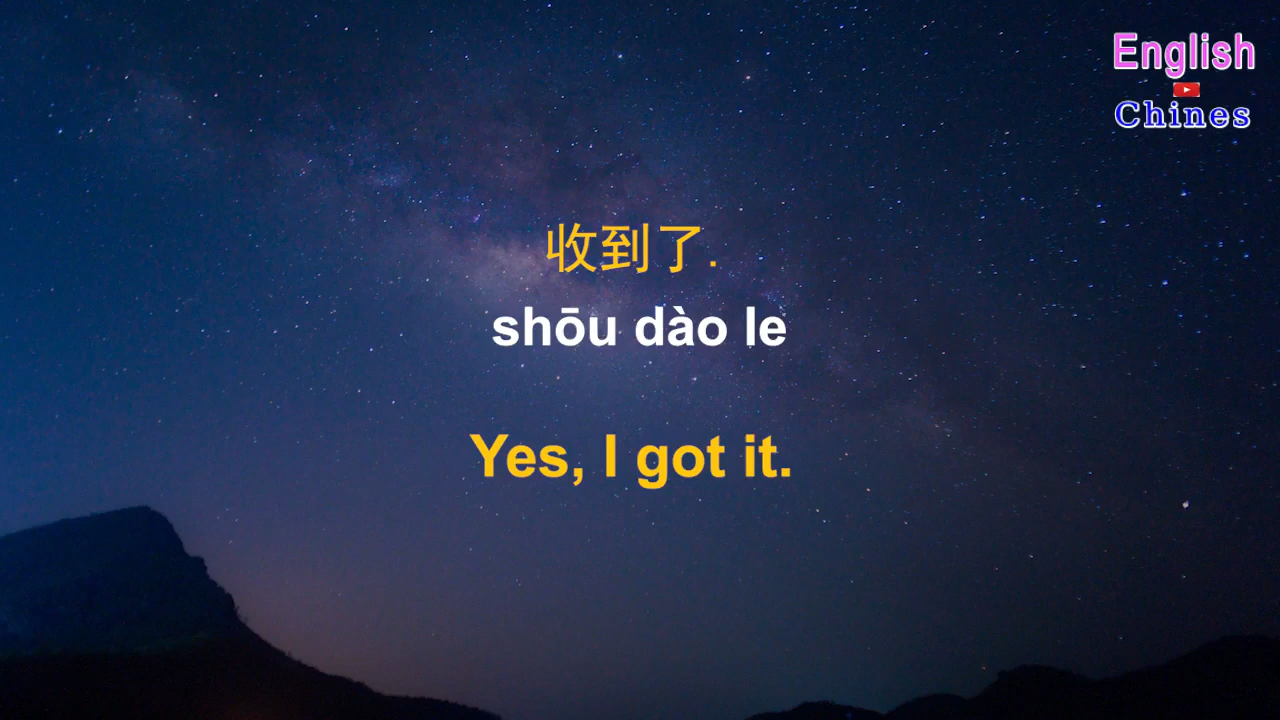 English
Chines
收到了.
shōu dào le
Yes, I got it.